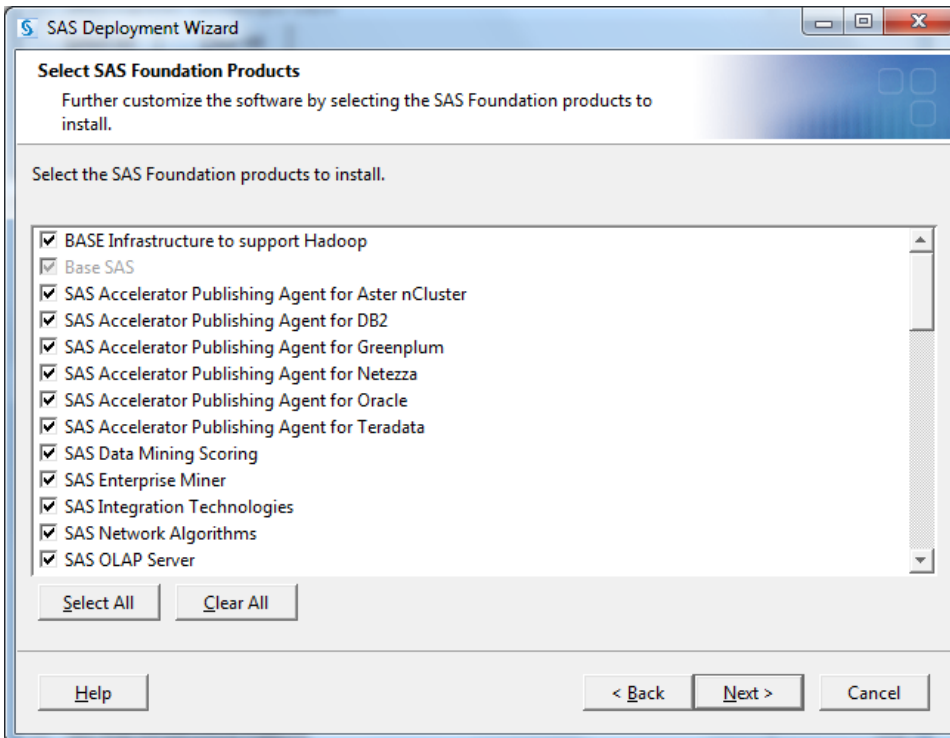 SAS Deployment Wizard
Select SAS Foundation Products
Further customize the software by selecting the SAS Foundation products to
install.
Select the SAS Foundation products to install.
BASE Infrastructure to support Hadoop
Base SAS
SAS Accelerator Publishing Agent for Aster nCluster
SAS Accelerator Publishing Agent for DB2
SAS Accelerator Publishing Agent for Greenplum
SAS Accelerator Publishing Agent for Netezza
SAS Accelerator Publishing Agent for Oracle
SAS Accelerator Publishing Agent for Teradata
SAS Data Mining Scoring
SAS Enterprise Miner
SAS Integration Technologies
SAS Network Algorithms
SAS OLAP Server
Select All Clear All
Help < Back Next > Cancel